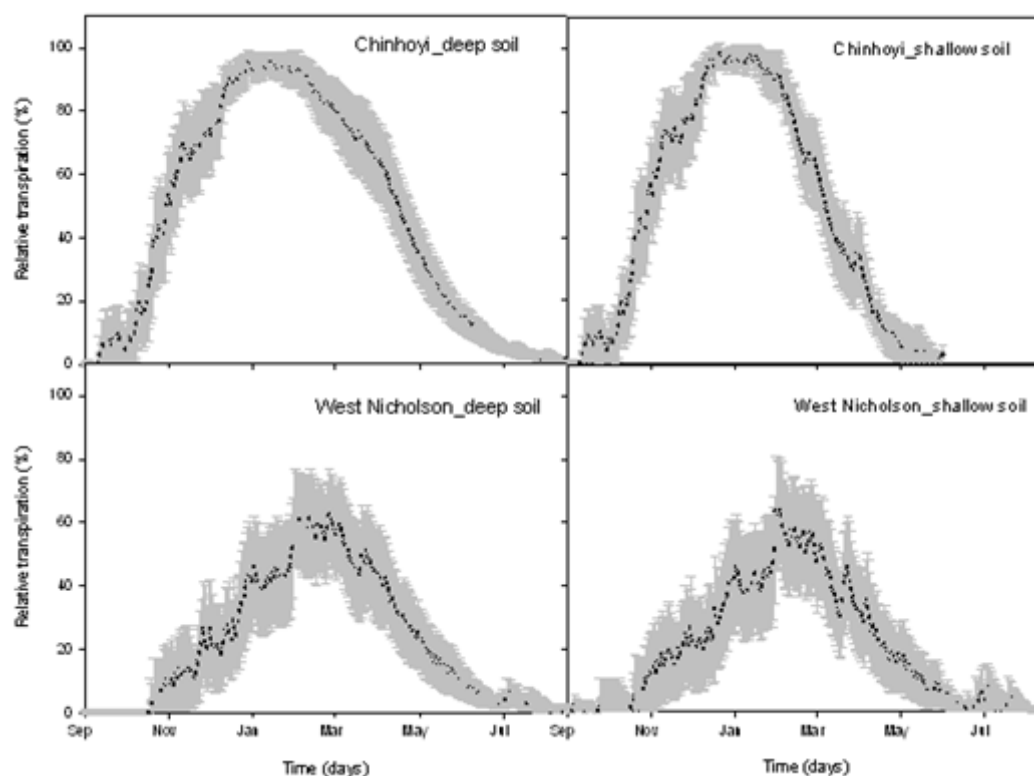 Chinhoyi_deep soil
Chinhoyi_shallow soil
Relative transpiration (%)
100
80
60
40
20
0
West Nicholson_deep soil
West Nicholson_shallow soil
Relative transpiration (%)
100
80
60
40
20
0
Sep Nov Jan Mar May Jul Sep Nov Jan Mar May Jul
Time (days) Time (days)